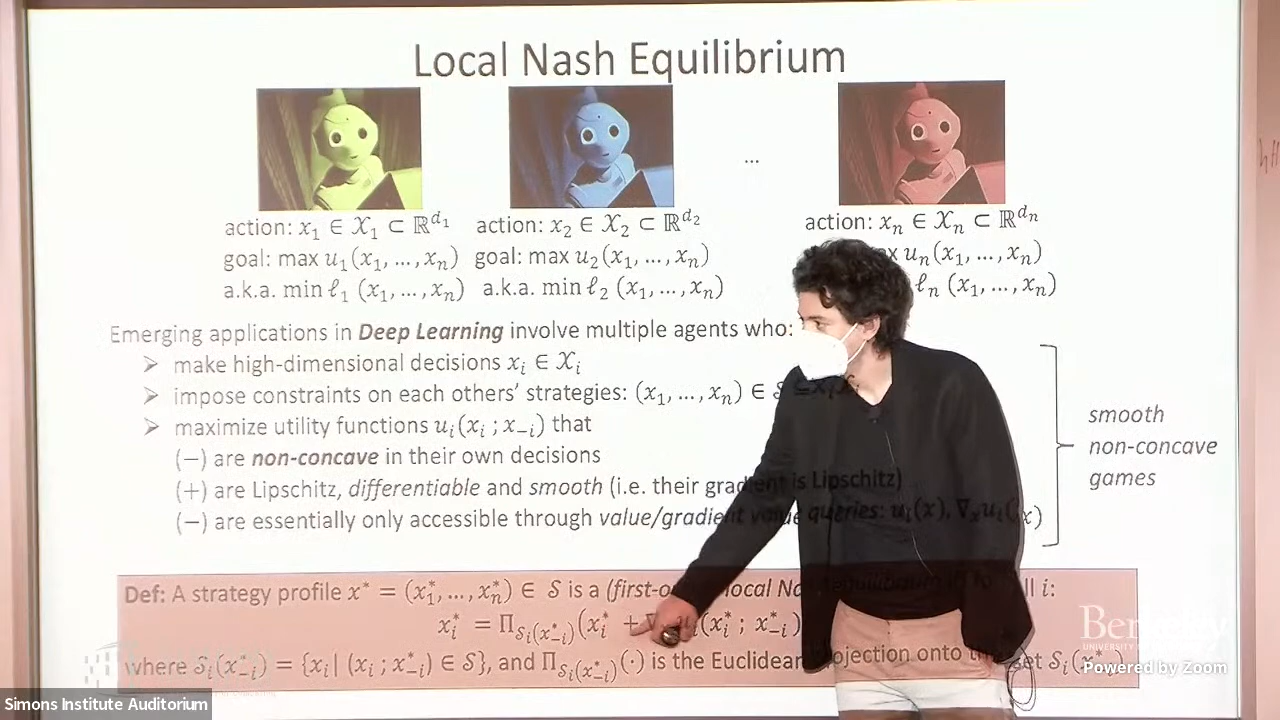 Local Nash Equilibrium
...
action: x₁ ∈ 𝒳₁ ⊂ ℝ^{d₁} action: x₂ ∈ 𝒳₂ ⊂ ℝ^{d₂} action: xₙ ∈ 𝒳ₙ ⊂ ℝ^{dₙ}
goal: max u₁(x₁, …, xₙ) goal: max u₂(x₁, …, xₙ) uₙ(x₁, …, xₙ)
a.k.a. min ℓ₁ (x₁, …, xₙ) a.k.a. min ℓ₂ (x₁, …, xₙ) ℓₙ (x₁, …, xₙ)
Emerging applications in Deep Learning involve multiple agents who:
➢ make high-dimensional decisions xᵢ ∈ 𝒳ᵢ
➢ impose constraints on each others' strategies: (x₁, …, xₙ) ∈
➢ maximize utility functions uᵢ(xᵢ ; x₋ᵢ) that
(−) are non-concave in their own decisions
(+) are Lipschitz, differentiable and smooth (i.e. their gradient is Lipschitz)
(−) are essentially only accessible through value/gradient value queries: uᵢ(x), ∇ₓuᵢ(x)
smooth
non-concave
games
Def: A strategy profile x* = (x₁*, …, xₙ*) ∈ 𝒮 is a local i:
xᵢ* = Π_{𝒮ᵢ(x₋ᵢ*)}(xᵢ* + (xᵢ* ; x₋ᵢ*)
where 𝒮ᵢ(x₋ᵢ*) = {xᵢ | (xᵢ ; x₋ᵢ*) ∈ 𝒮}, and Π_{𝒮ᵢ(x₋ᵢ*)}(·) is the Euclidean projection onto set
Berkeley
Powered by Zoom
Simons Institute Auditorium